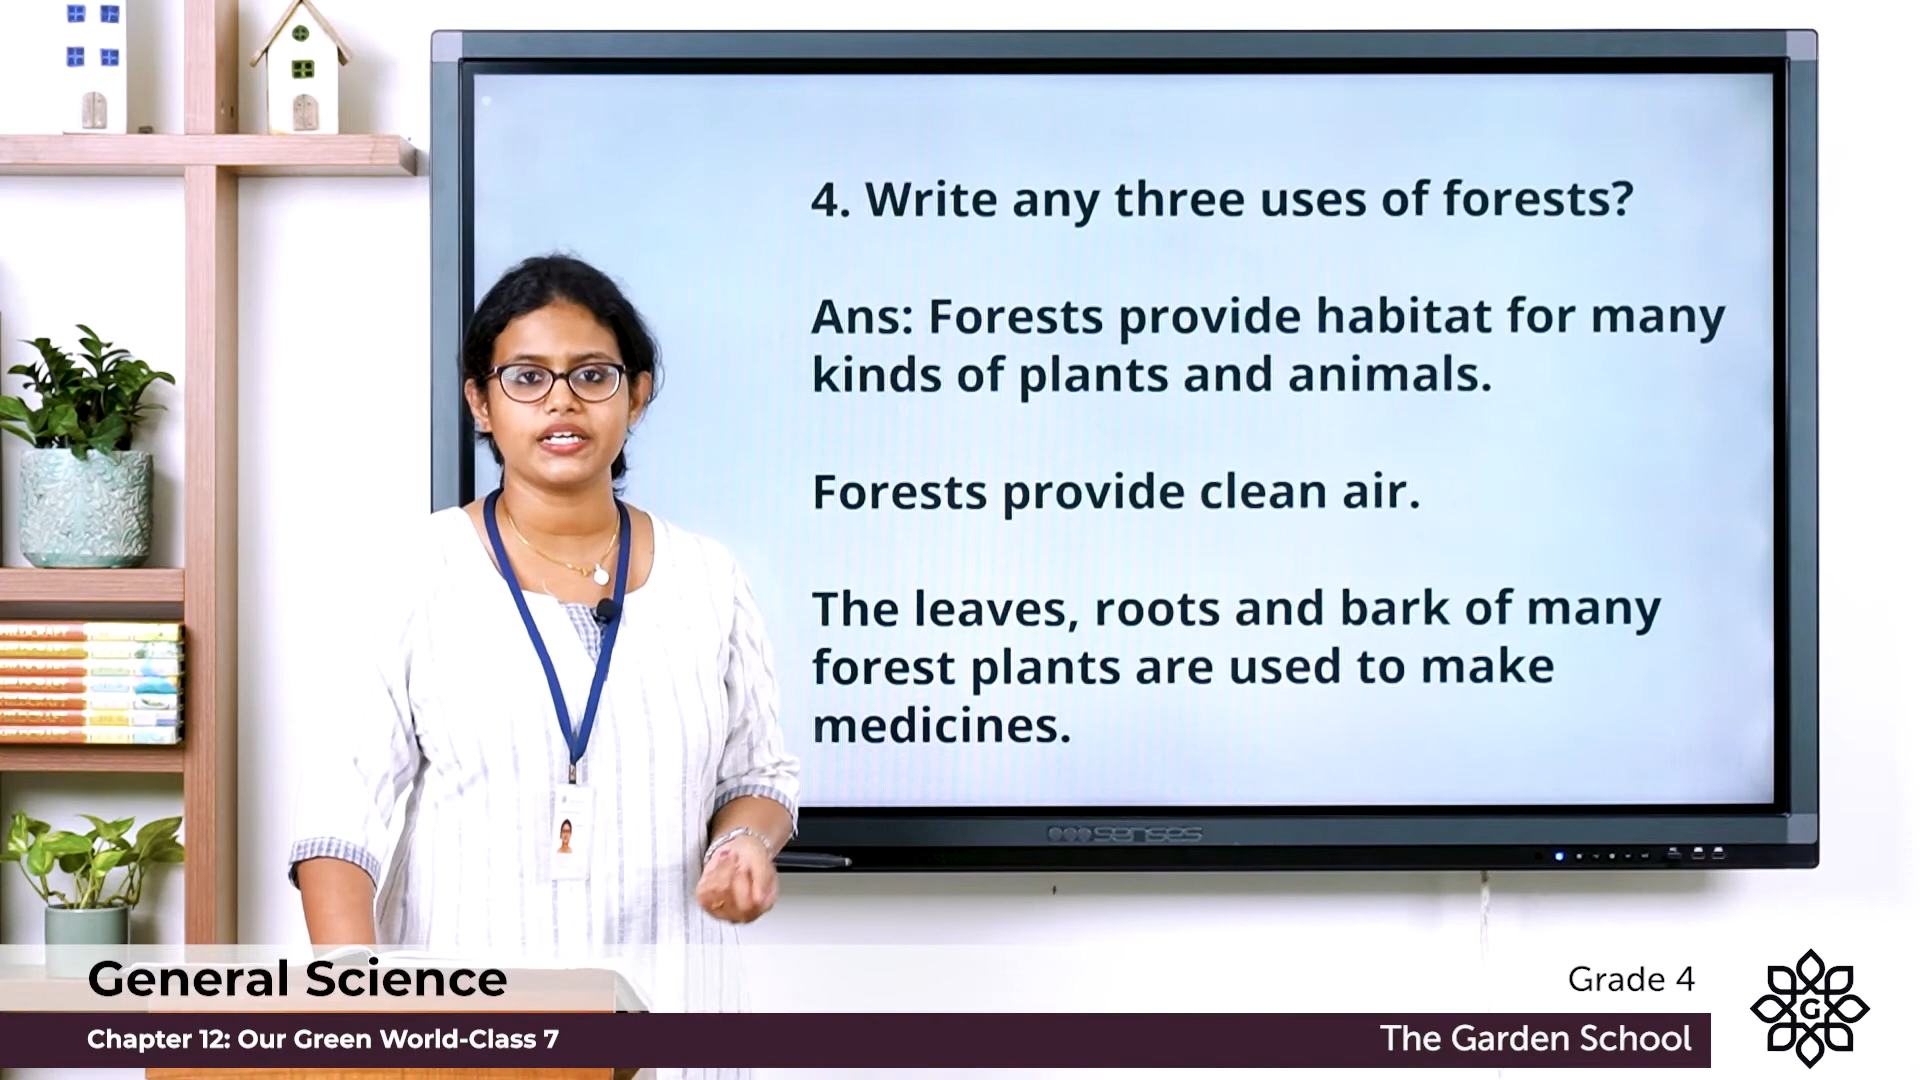 4. Write any three uses of forests?
Ans: Forests provide habitat for many
kinds of plants and animals.
Forests provide clean air.
The leaves, roots and bark of many
forest plants are used to make
medicines.
senses
General Science
Grade 4
Chapter 12: Our Green World-Class 7
The Garden School
G